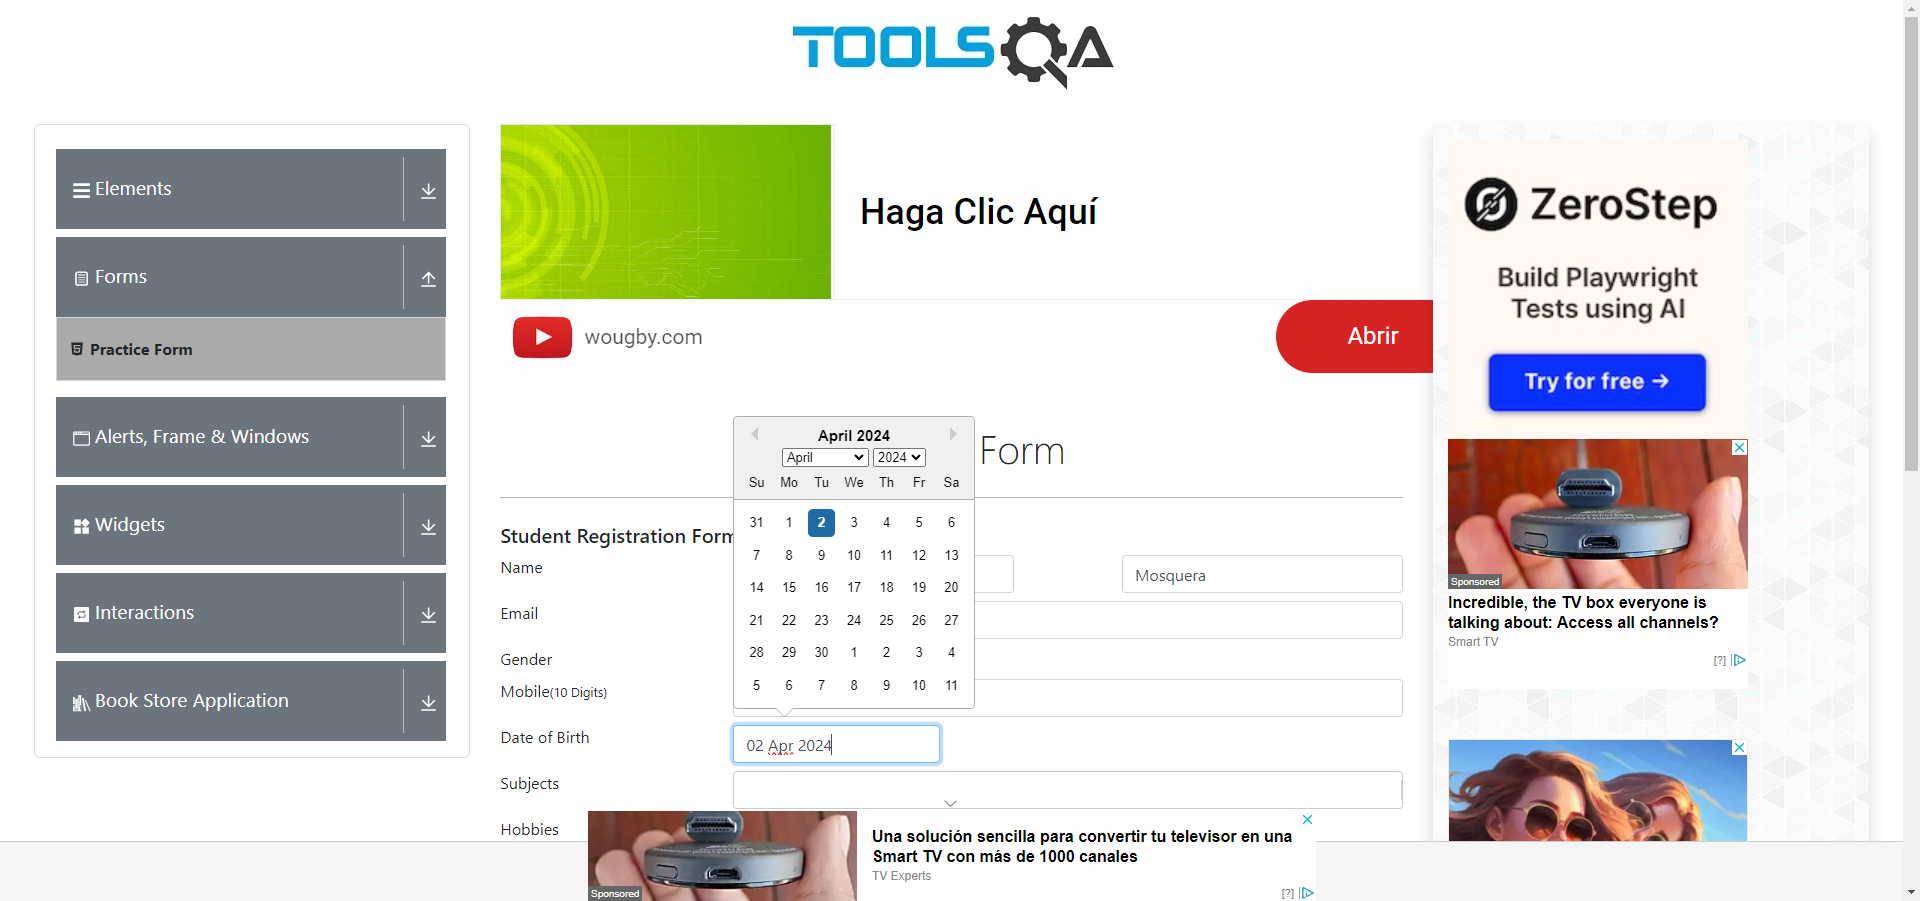 TOOLSQA
Elements
Forms
Practice Form
Alerts, Frame & Windows
Widgets
Interactions
Book Store Application
Haga Clic Aquí
wougby.com
Abrir
Form
Student Registration Form
Name
Mosquera
Email
Gender
Mobile(10 Digits)
Date of Birth
02 Apr 2024
Subjects
Hobbies
April 2024
April 2024
Su Mo Tu We Th Fr Sa
31 1 2 3 4 5 6
7 8 9 10 11 12 13
14 15 16 17 18 19 20
21 22 23 24 25 26 27
28 29 30 1 2 3 4
5 6 7 8 9 10 11
Sponsored
Una solución sencilla para convertir tu televisor en una
Smart TV con más de 1000 canales
TV Experts
[?]
ZeroStep
Build Playwright
Tests using AI
Try for free →
Sponsored
Incredible, the TV box everyone is
talking about: Access all channels?
Smart TV
[?]